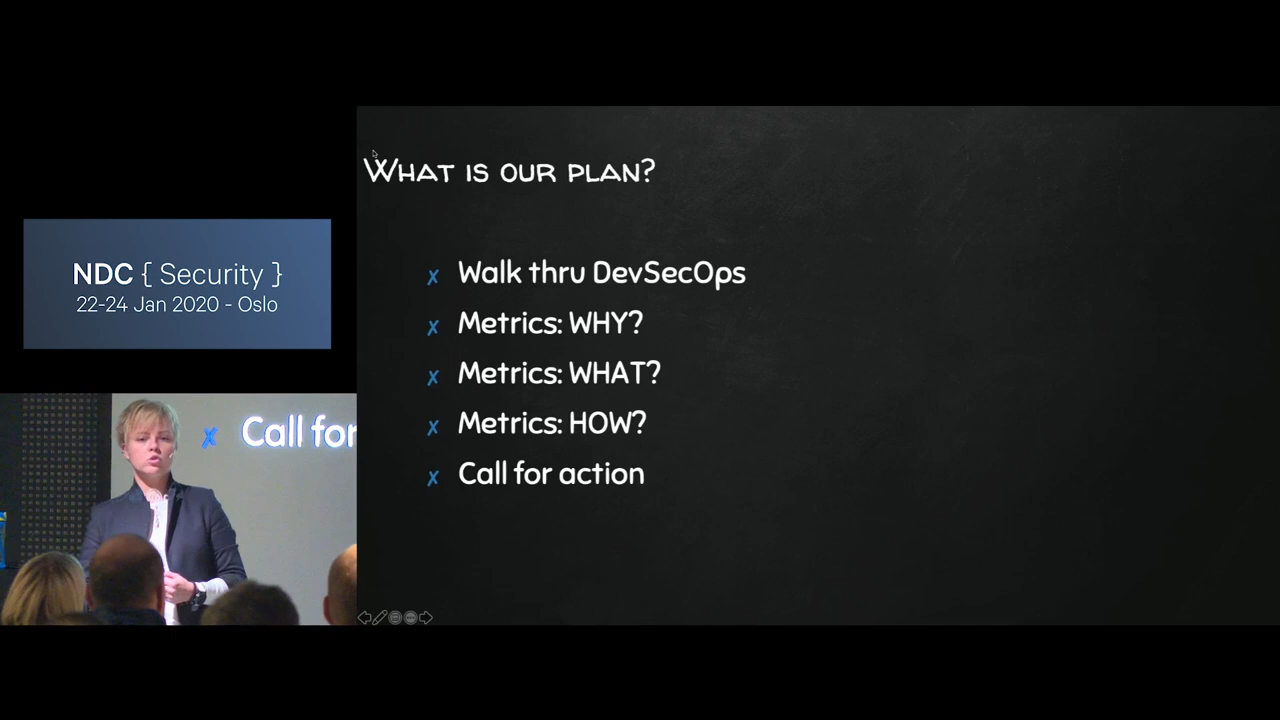 WHAT IS OUR PLAN?
NDC { Security }
22-24 Jan 2020 - Oslo
x Walk thru DevSecOps
x Metrics: WHY?
x Metrics: WHAT?
x Metrics: HOW?
x Call for action
x Call for